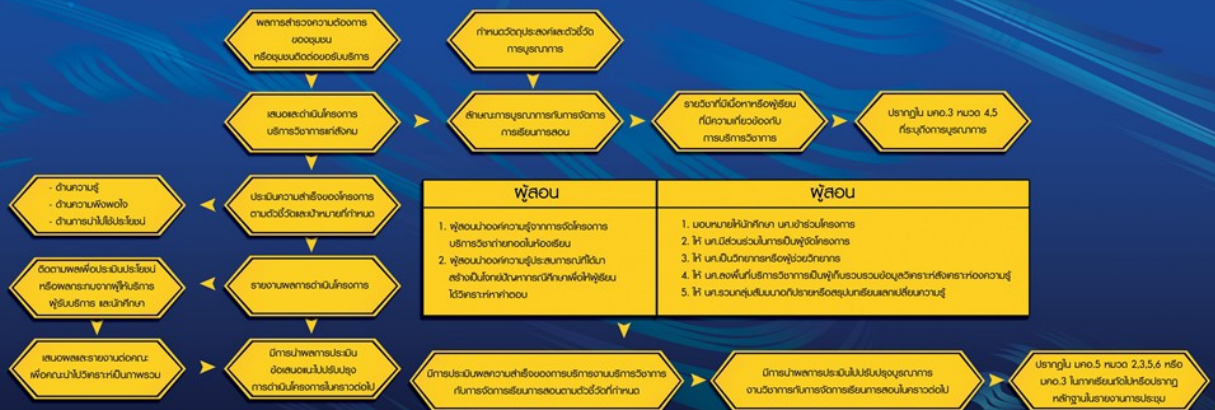 ผลการสำรวจความต้องการ
ของชุมชน
หรือชุมชนติดต่อขอรับบริการ
กำหนดวัตถุประสงค์และตัวชี้วัด
การบูรณาการ
เสนอและดำเนินโครงการ
บริการวิชาการแก่สังคม
ลักษณะการบูรณาการกับการจัดการ
การเรียนการสอน
รายวิชาที่มีเนื้อหาหรือผู้เรียน
ที่มีความเกี่ยวข้องกับ
การบริการวิชาการ
ปรากฏใน มคอ.3 หมวด 4,5
ที่ระบุถึงการบูรณาการ
- ด้านความรู้
- ด้านความพึงพอใจ
- ด้านการนำไปใช้ประโยชน์
ประเมินความสำเร็จของโครงการ
ตามตัวชี้วัดและเป้าหมายที่กำหนด
ผู้สอน
1. ผู้สอนนำองค์ความรู้จากการจัดโครงการ
บริการวิชาถ่ายทอดในห้องเรียน
2. ผู้สอนนำองค์ความรู้ประสบการณ์ที่ได้มา
สร้างเป็นโจทย์ปัญหากรณีศึกษาเพื่อให้ผู้เรียน
ได้วิเคราะห์หาคำตอบ
ผู้สอน
1. มอบหมายให้นักศึกษา นศ.เข้าร่วมโครงการ
2. ให้ นศ.มีส่วนร่วมในการเป็นผู้จัดโครงการ
3. ให้ นศ.เป็นวิทยากรหรือผู้ช่วยวิทยากร
4. ให้ นศ.ลงพื้นที่บริการวิชาการเป็นผู้เก็บรวบรวมข้อมูลวิเคราะห์สังเคราะห์องความรู้
5. ให้ นศ.รวมกลุ่มสัมมนาอภิปรายหรือสรุปบทเรียนแลกเปลี่ยนความรู้
ติดตามผลเพื่อประเมินประโยชน์
หรือผลกระทบจากผู้ให้บริการ
ผู้รับบริการ และนักศึกษา
รายงานผลการดำเนินโครงการ
เสนอผลและรายงานต่อคณะ
เพื่อคณะนำไปวิเคราะห์เป็นภาพรวม
มีการนำผลการประเมิน
ข้อเสนอแนะไปปรับปรุง
การดำเนินโครงการในคราวต่อไป
มีการประเมินผลความสำเร็จของการบริการงานบริการวิชาการ
กับการจัดการเรียนการสอนตามตัวชี้วัดที่กำหนด
มีการนำผลการประเมินไปปรับปรุงบูรณาการ
งานวิชาการกับการจัดการเรียนการสอนในคราวต่อไป
ปรากฏใน มคอ.5 หมวด 2,3,5,6 หรือ
มคอ.3 ในภาคเรียนถัดไปหรือปรากฏ
หลักฐานในรายงานการประชุม